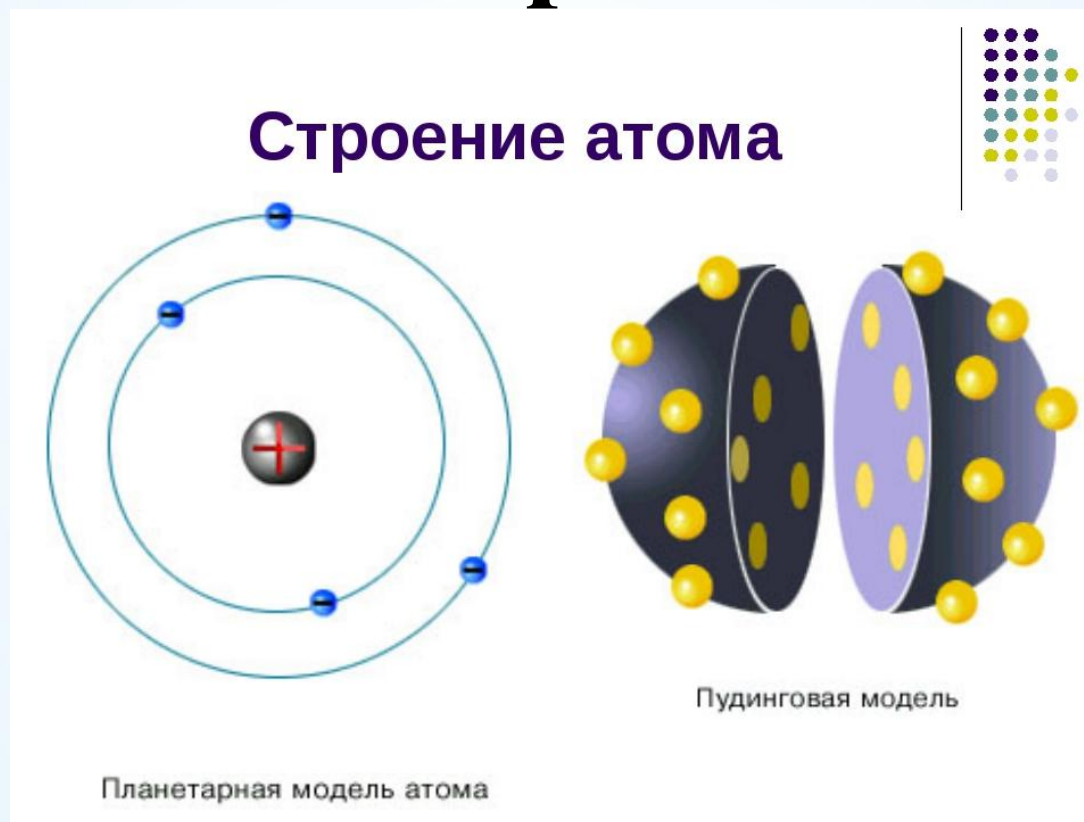 Строение атома
Пудинговая модель
Планетарная модель атома